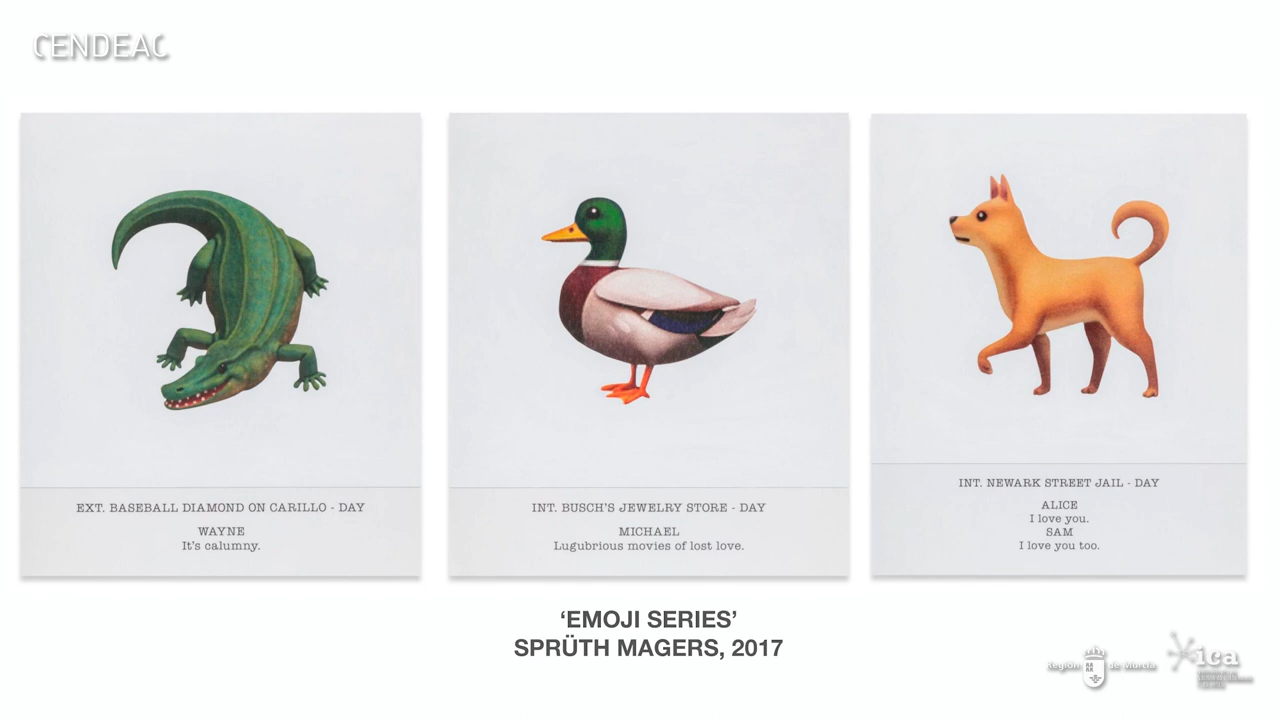 CENDEAC
EXT. BASEBALL DIAMOND ON CARILLO - DAY
WAYNE
It's calumny.
INT. BUSCH'S JEWELRY STORE - DAY
MICHAEL
Lugubrious movies of lost love.
INT. NEWARK STREET JAIL - DAY
ALICE
I love you.
SAM
I love you too.
‘EMOJI SERIES’
SPRÜTH MAGERS, 2017
Región de Murcia
ica